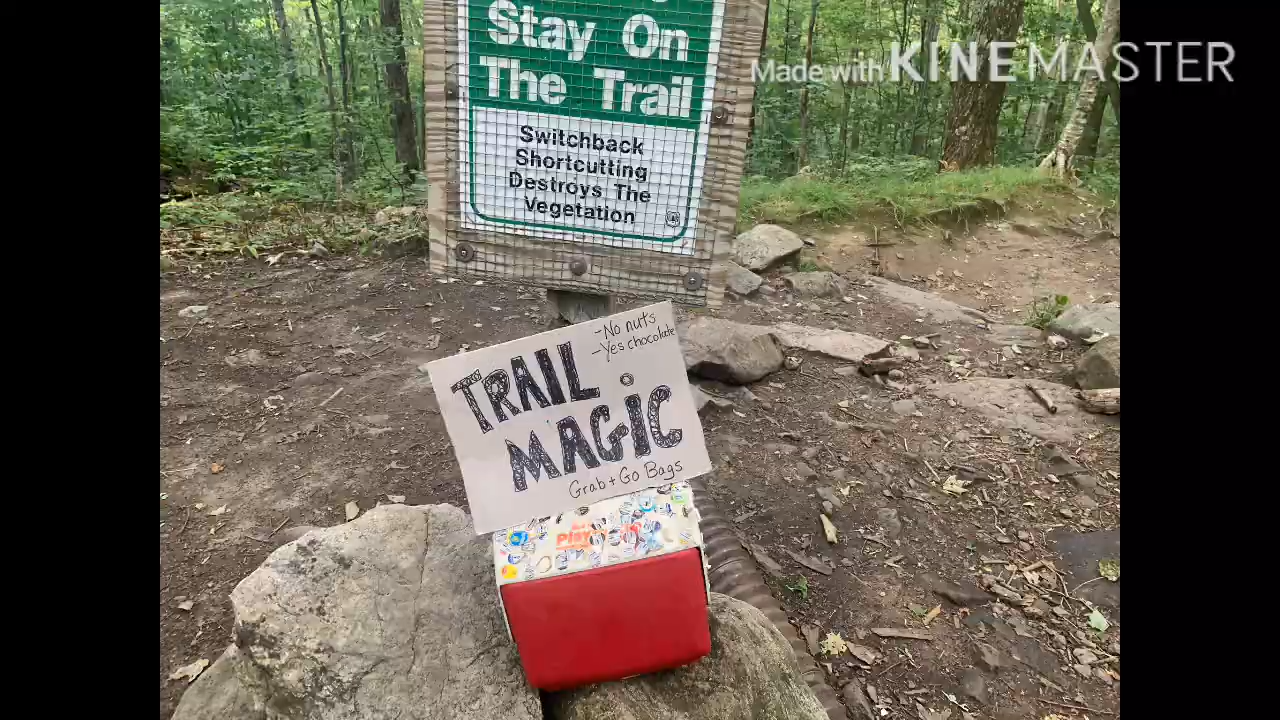 Stay On
The Trail
Switchback
Shortcutting
Destroys The
Vegetation
Made with KINEMASTER
-No nuts
-Yes chocolate
TRAIL
MAGIC
Grab + Go Bags
Play